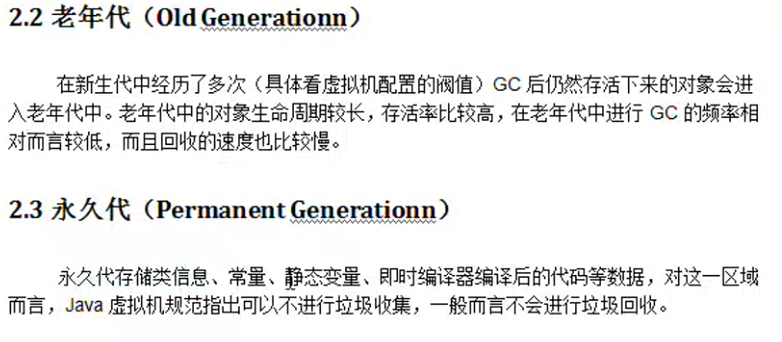 2.2 老年代（Old Generationn）
在新生代中经历了多次（具体看虚拟机配置的阀值）GC 后仍然存活下来的对象会进
入老年代中。老年代中的对象生命周期较长，存活率比较高，在老年代中进行 GC 的频率相
对而言较低，而且回收的速度也比较慢。
2.3 永久代（Permanent Generationn）
永久代存储类信息、常量、静态变量、即时编译器编译后的代码等数据，对这一区域
而言，Java 虚拟机规范指出可以不进行垃圾收集，一般而言不会进行垃圾回收。